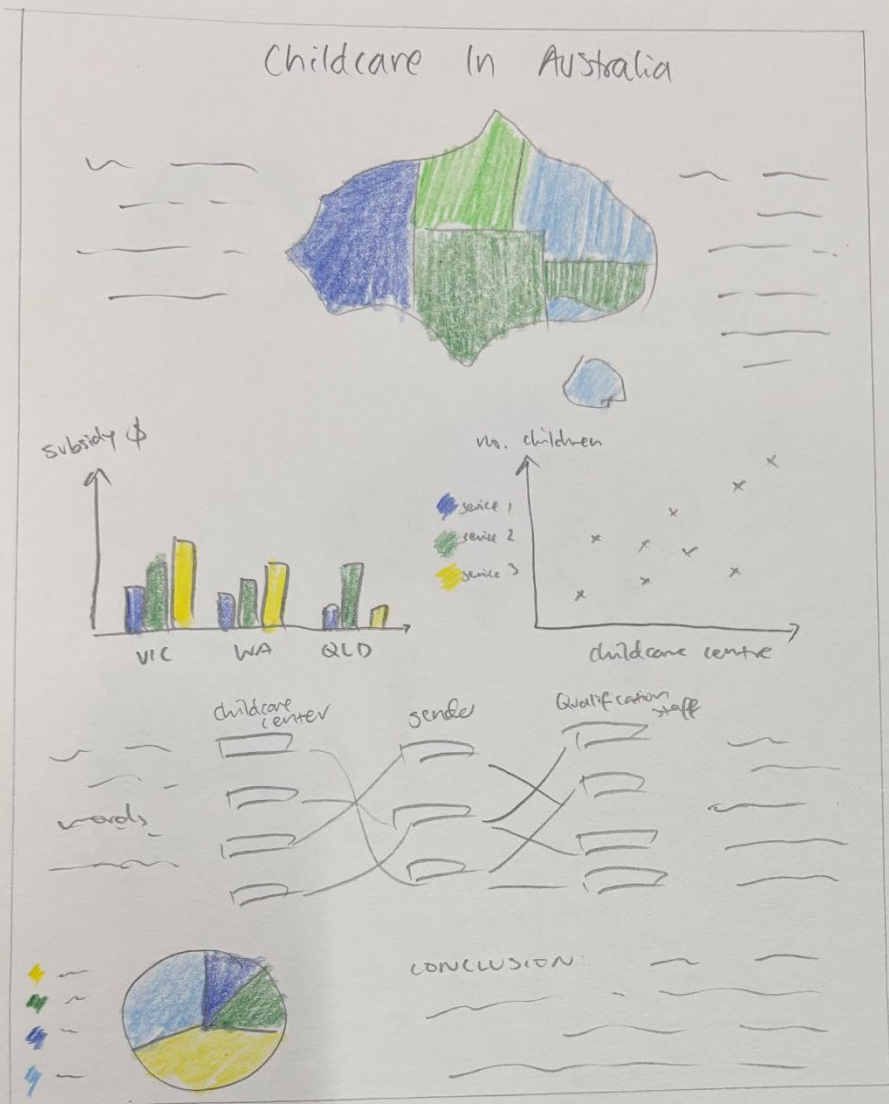 Childcare In Australia
subsidy $
no. children
service 1
service 2
service 3
VIC WA QLD
childcare centre
childcare center
gender
Qualification staff
words
CONCLUSION: